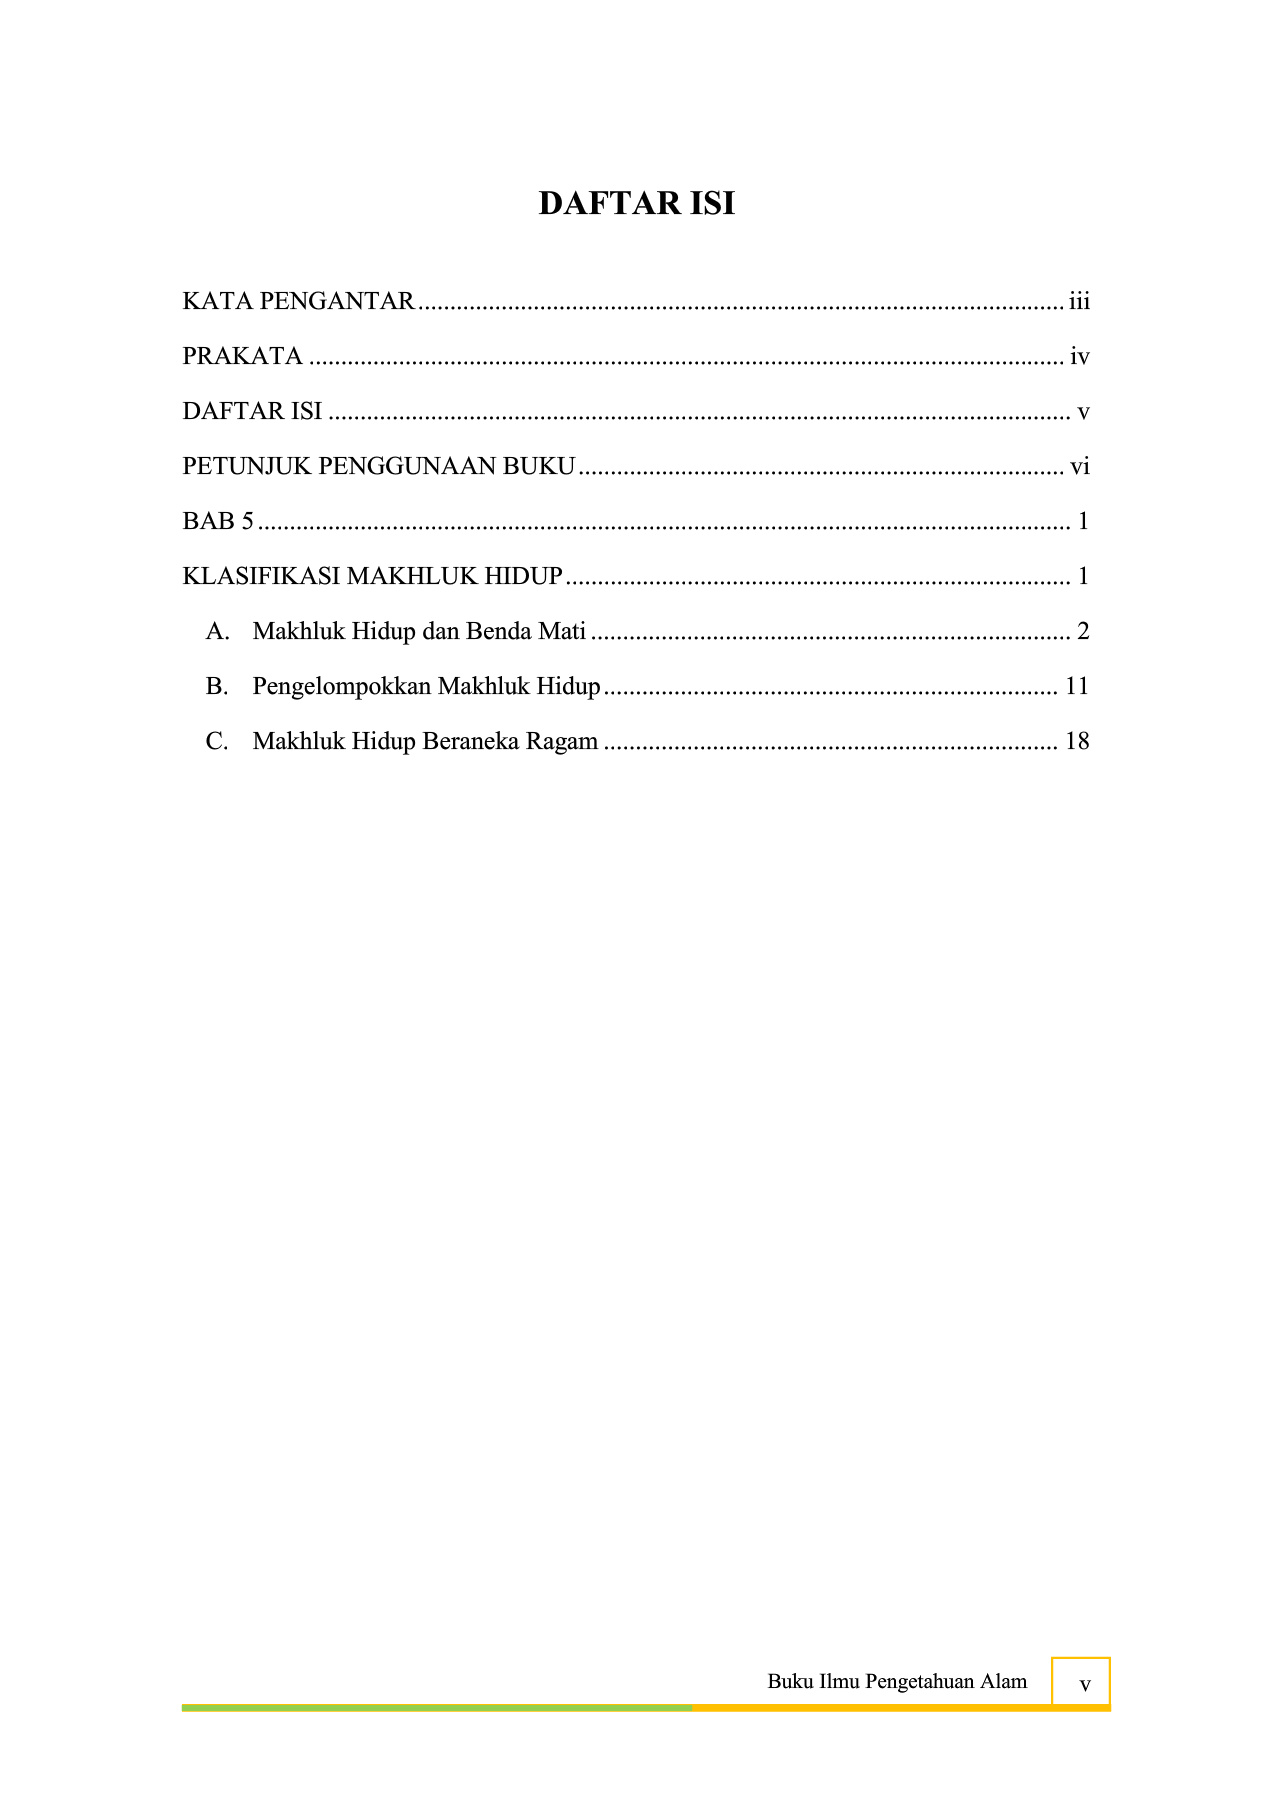 DAFTAR ISI
KATA PENGANTAR..................................................................................................... iii
PRAKATA ...................................................................................................................... iv
DAFTAR ISI .................................................................................................................... v
PETUNJUK PENGGUNAAN BUKU............................................................................ vi
BAB 5............................................................................................................................... 1
KLASIFIKASI MAKHLUK HIDUP............................................................................... 1
A. Makhluk Hidup dan Benda Mati........................................................................... 2
B. Pengelompokkan Makhluk Hidup....................................................................... 11
C. Makhluk Hidup Beraneka Ragam ....................................................................... 18
Buku Ilmu Pengetahuan Alam v